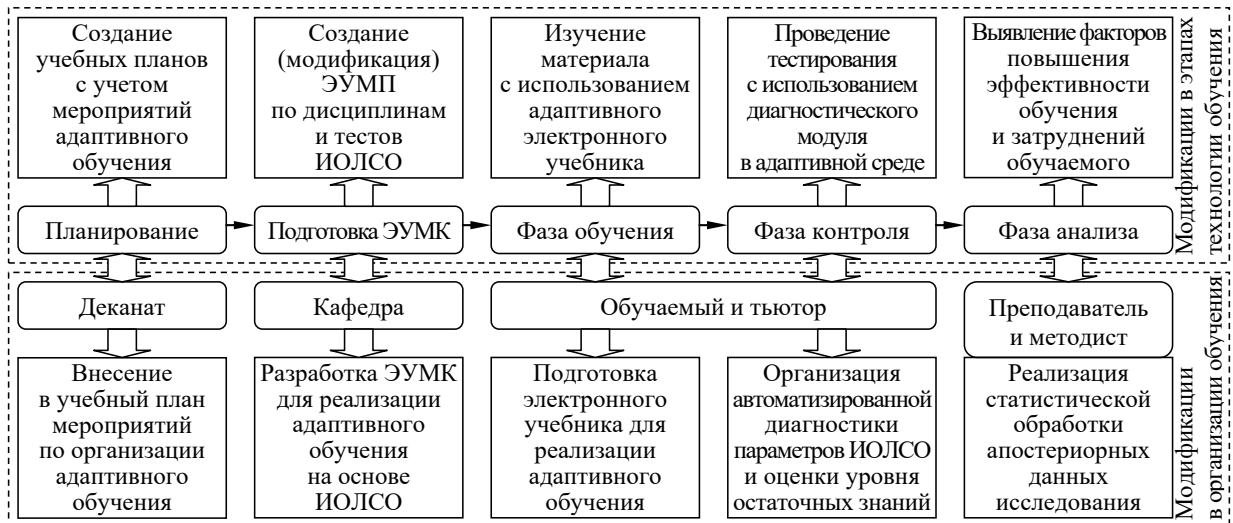 Создание
учебных планов
с учетом
мероприятий
адаптивного
обучения
Создание
(модификация)
ЭУМП
по дисциплинам
и тестов
ИОЛСО
Изучение
материала
с использованием
адаптивного
электронного
учебника
Проведение
тестирования
с использованием
диагностического
модуля
в адаптивной среде
Выявление факторов
повышения
эффективности
обучения
и затруднений
обучаемого
Модификации в этапах
технологии обучения
Планирование
Подготовка ЭУМК
Фаза обучения
Фаза контроля
Фаза анализа
Деканат
Кафедра
Обучаемый и тьютор
Преподаватель
и методист
Внесение
в учебный план
мероприятий
по организации
адаптивного
обучения
Разработка ЭУМК
для реализации
адаптивного
обучения
на основе
ИОЛСО
Подготовка
электронного
учебника для
реализации
адаптивного
обучения
Организация
автоматизированной
диагностики
параметров ИОЛСО
и оценки уровня
остаточных знаний
Реализация
статистической
обработки
апостериорных
данных
исследования
Модификации
в организации обучения